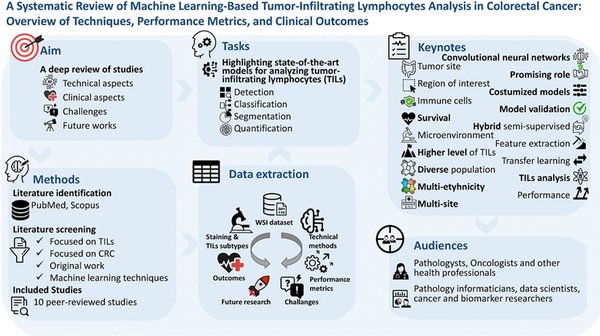 A Systematic Review of Machine Learning-Based Tumor-Infiltrating Lymphocytes Analysis in Colorectal Cancer:
Overview of Techniques, Performance Metrics, and Clinical Outcomes
Aim
A deep review of studies
Technical aspects
Clinical aspects
Challenges
Future works
Tasks
Highlighting state-of-the-art
models for analyzing tumor-
infiltrating lymphocytes (TILs)
Detection
Classification
Segmentation
Quantification
Keynotes
Convolutional neural networks
Tumor site
Promising role
Region of interest
Costumized models
Immune cells
Model validation
Survival
Hybrid semi-supervised
Microenvironment
Feature extraction
Higher level of TILs
Transfer learning
Diverse population
TILs analysis
Multi-etyhnicity
Performance
Multi-site
Methods
Literature identification
PubMed, Scopus
Literature screening
✓ Focused on TILs
✓ Focused on CRC
✓ Original work
✓ Machine learning techniques
Included Studies
10 peer-reviewed studies
Data extraction
WSI dataset
Staining &
TILs subtypes
Technical
methods
Outcomes
Performance
metrics
Future research
Challenges
Audiences
Pathologysts, Oncologists and other
health professionals
Pathology informaticians, data scientists,
cancer and biomarker researchers